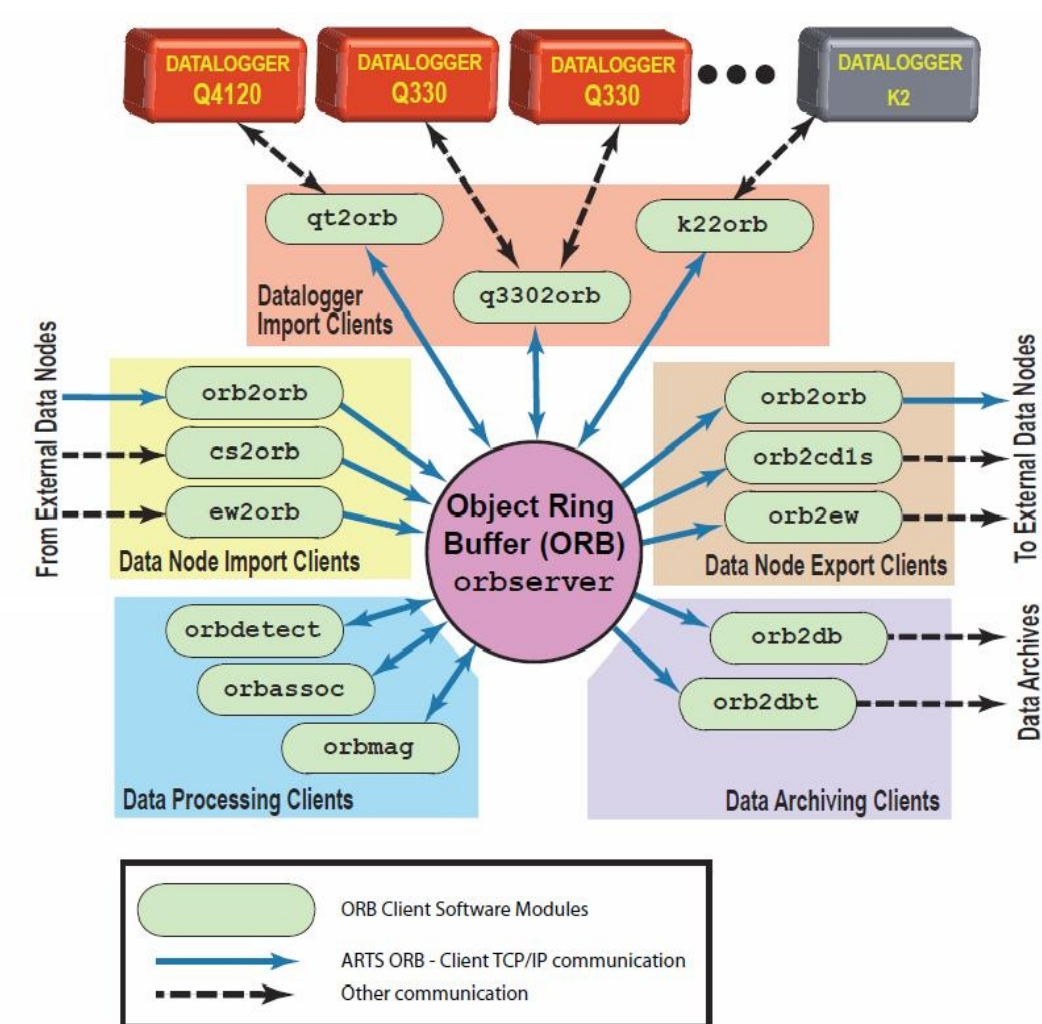 DATALOGGER
Q4120
DATALOGGER
Q330
DATALOGGER
Q330
DATALOGGER
K2
qt2orb
k22orb
q3302orb
Datalogger
Import Clients
From External Data Nodes
orb2orb
cs2orb
ew2orb
Data Node Import Clients
Object Ring
Buffer (ORB)
orbserver
orb2orb
orb2cd1s
orb2ew
Data Node Export Clients
To External Data Nodes
orbdetect
orbassoc
orbmag
Data Processing Clients
orb2db
orb2dbt
Data Archiving Clients
Data Archives
ORB Client Software Modules
ARTS ORB - Client TCP/IP communication
Other communication